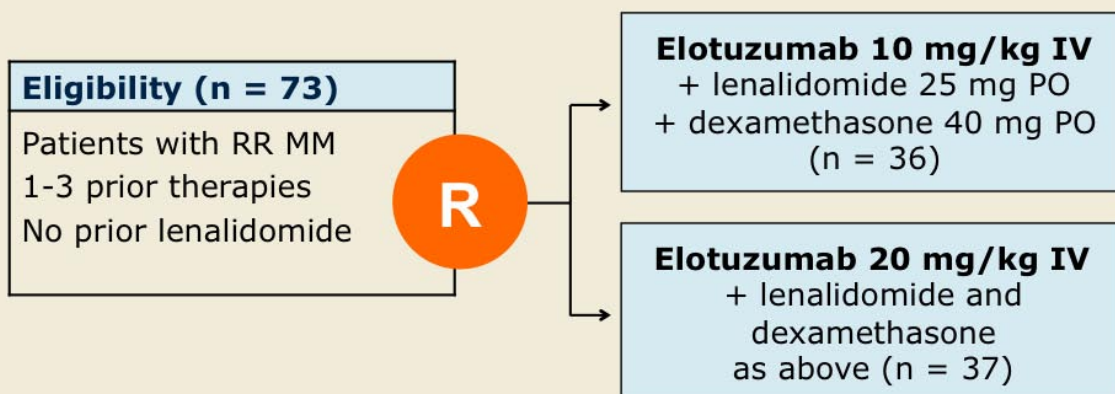 Eligibility (n = 73)
Patients with RR MM
1-3 prior therapies
No prior lenalidomide
R
Elotuzumab 10 mg/kg IV
+ lenalidomide 25 mg PO
+ dexamethasone 40 mg PO
(n = 36)
Elotuzumab 20 mg/kg IV
+ lenalidomide and
dexamethasone
as above (n = 37)